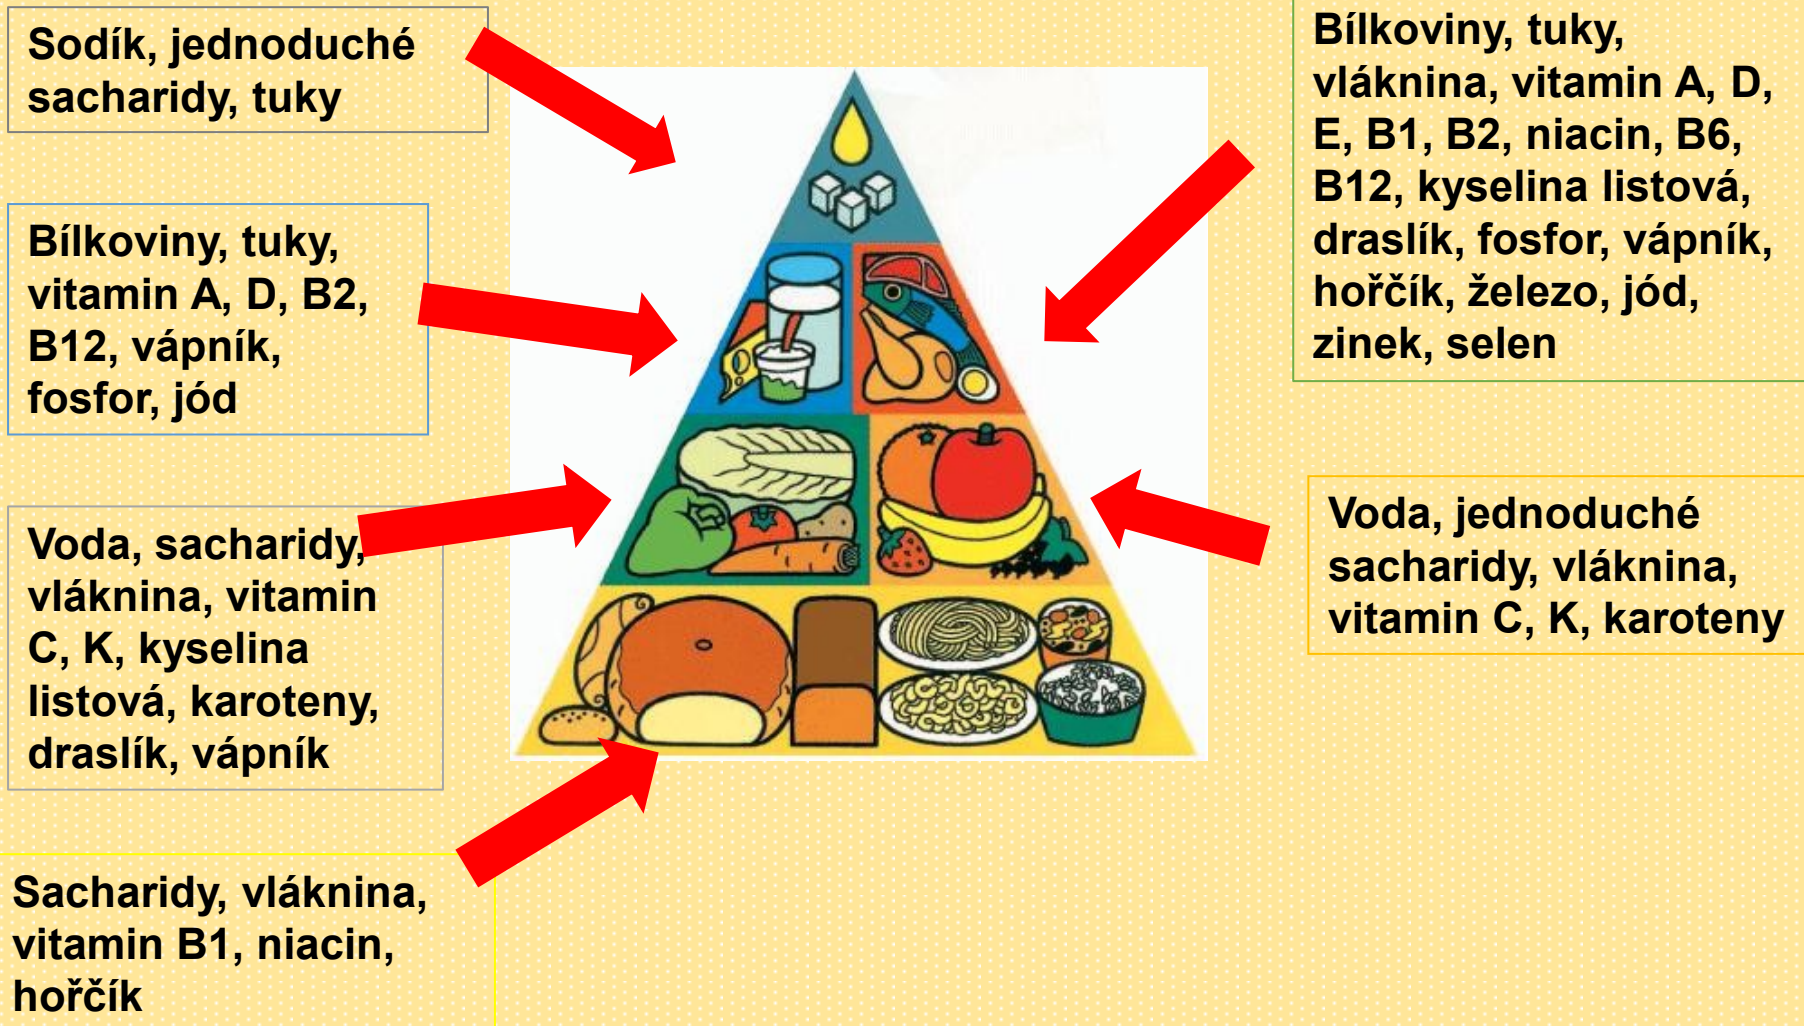 Sodík, jednoduché
sacharidy, tuky
Bílkoviny, tuky,
vitamin A, D, B2,
B12, vápník,
fosfor, jód
Voda, sacharidy,
vláknina, vitamin
C, K, kyselina
listová, karoteny,
draslík, vápník
Sacharidy, vláknina,
vitamin B1, niacin,
hořčík
Bílkoviny, tuky,
vláknina, vitamin A, D,
E, B1, B2, niacin, B6,
B12, kyselina listová,
draslík, fosfor, vápník,
hořčík, železo, jód,
zinek, selen
Voda, jednoduché
sacharidy, vláknina,
vitamin C, K, karoteny